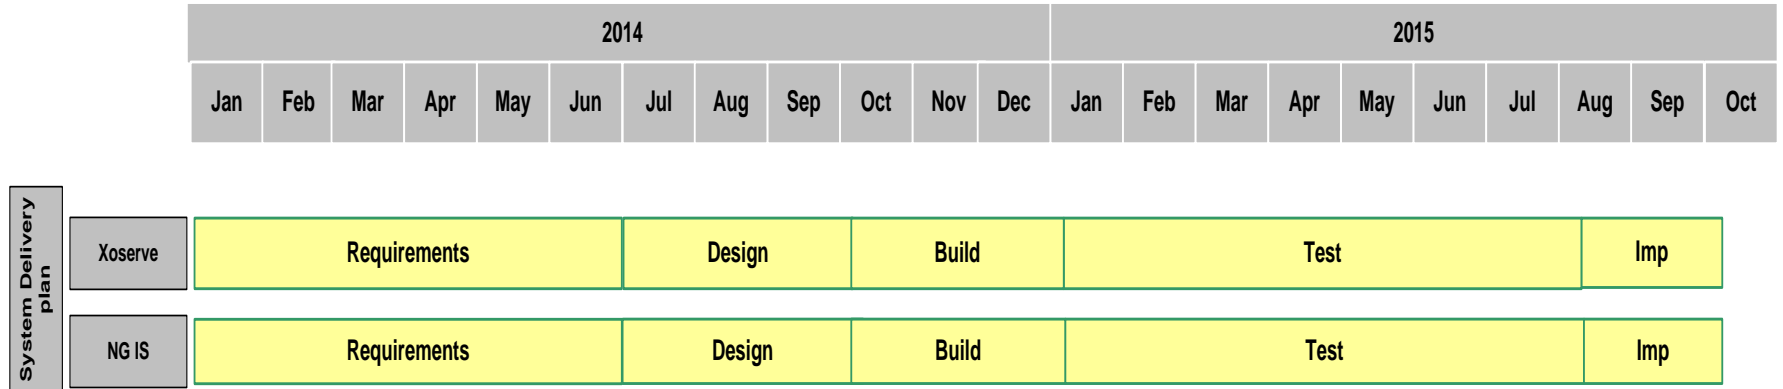 2014 2015
Jan Feb Mar Apr May Jun Jul Aug Sep Oct Nov Dec Jan Feb Mar Apr May Jun Jul Aug Sep Oct
System Delivery
plan
Xoserve Requirements Design Build Test Imp
NG IS Requirements Design Build Test Imp